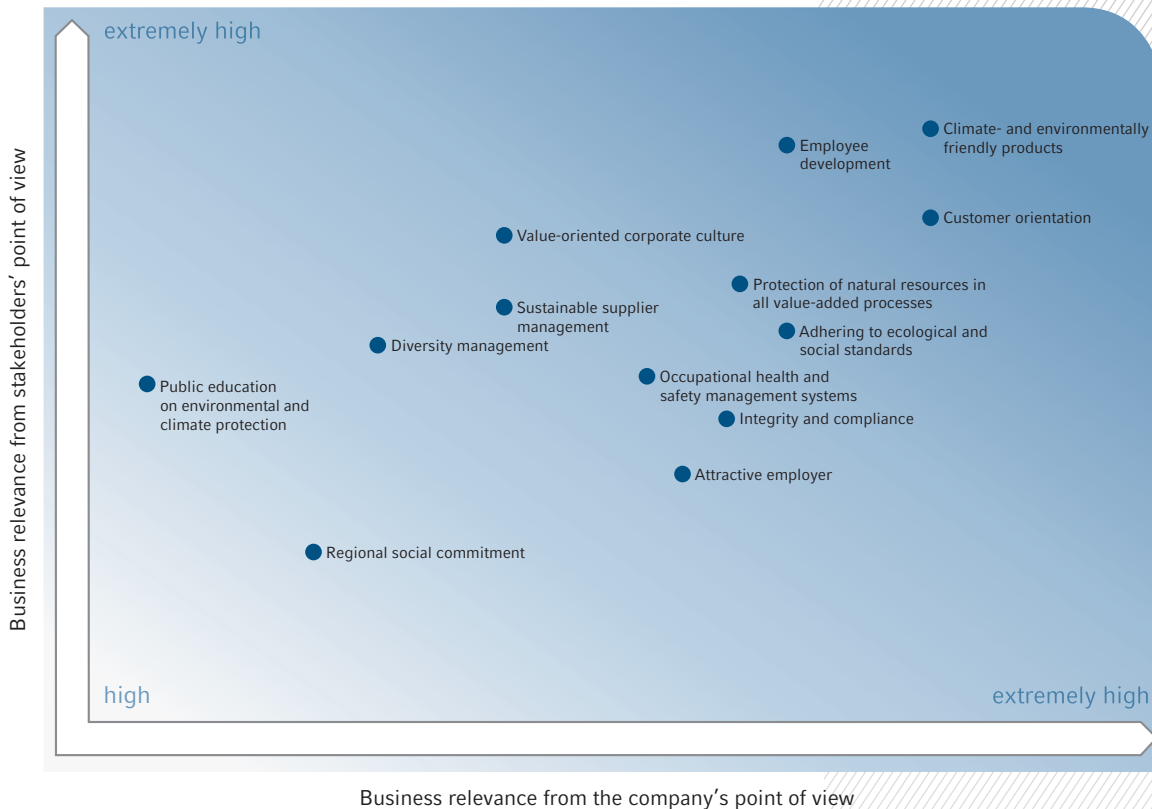 extremely high
Climate- and environmentally
friendly products
Employee
development
Customer orientation
Value-oriented corporate culture
Protection of natural resources in
all value-added processes
Sustainable supplier
management
Adhering to ecological and
social standards
Diversity management
Occupational health and
safety management systems
Public education
on environmental and
climate protection
Integrity and compliance
Attractive employer
Regional social commitment
high
extremely high
Business relevance from stakeholders’ point of view
Business relevance from the company’s point of view